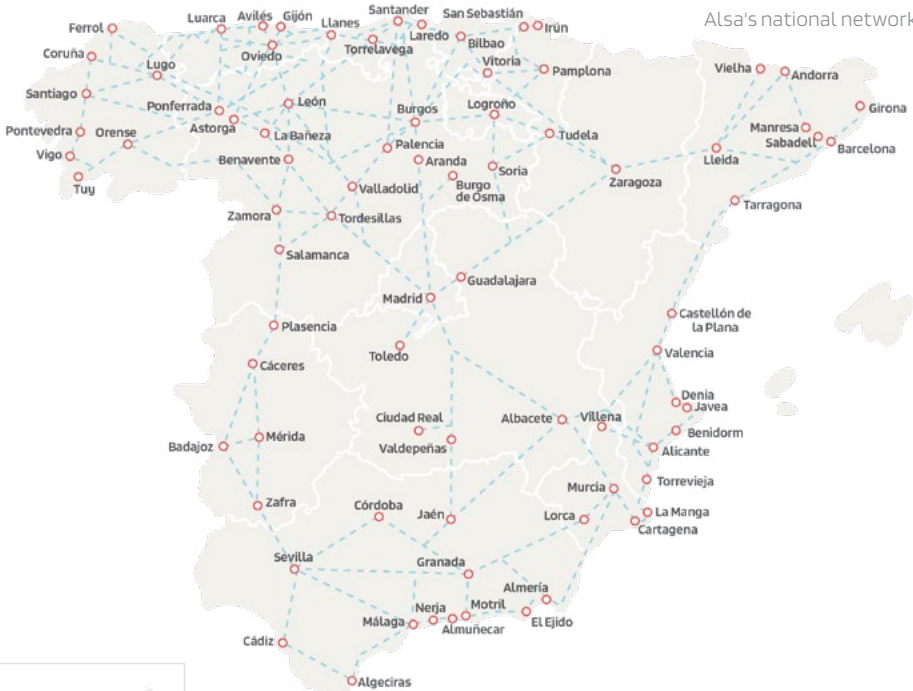 Alsa's national network
Ferrol
Luarca
Avilés
Gijón
Llanes
Santander
San Sebastián
Irún
Laredo
Bilbao
Oviedo
Torrelavega
Coruña
Lugo
Vitoria
Pamplona
Vielha
Andorra
Santiago
Ponferrada
León
Burgos
Logroño
Girona
Pontevedra
Orense
Astorga
La Bañeza
Tudela
Manresa
Sabadell
Barcelona
Vigo
Benavente
Palencia
Aranda
Soria
Lleida
Tuy
Burgo
de Osma
Zaragoza
Valladolid
Tarragona
Zamora
Tordesillas
Salamanca
Guadalajara
Madrid
Castellón de
la Plana
Plasencia
Toledo
Valencia
Cáceres
Denia
Javea
Ciudad Real
Albacete
Villena
Benidorm
Badajoz
Mérida
Valdepeñas
Alicante
Murcia
Torrevieja
Zafra
Córdoba
Jaén
Lorca
La Manga
Cartagena
Sevilla
Granada
Almería
Nerja
Motril
Málaga
Almuñecar
El Ejido
Cádiz
Algeciras